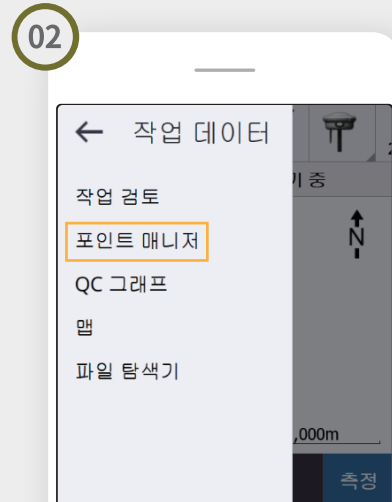 02
← 작업 데이터
작업 검토
포인트 매니저
QC 그래프
맵
파일 탐색기
기 중
N
,000m
측정